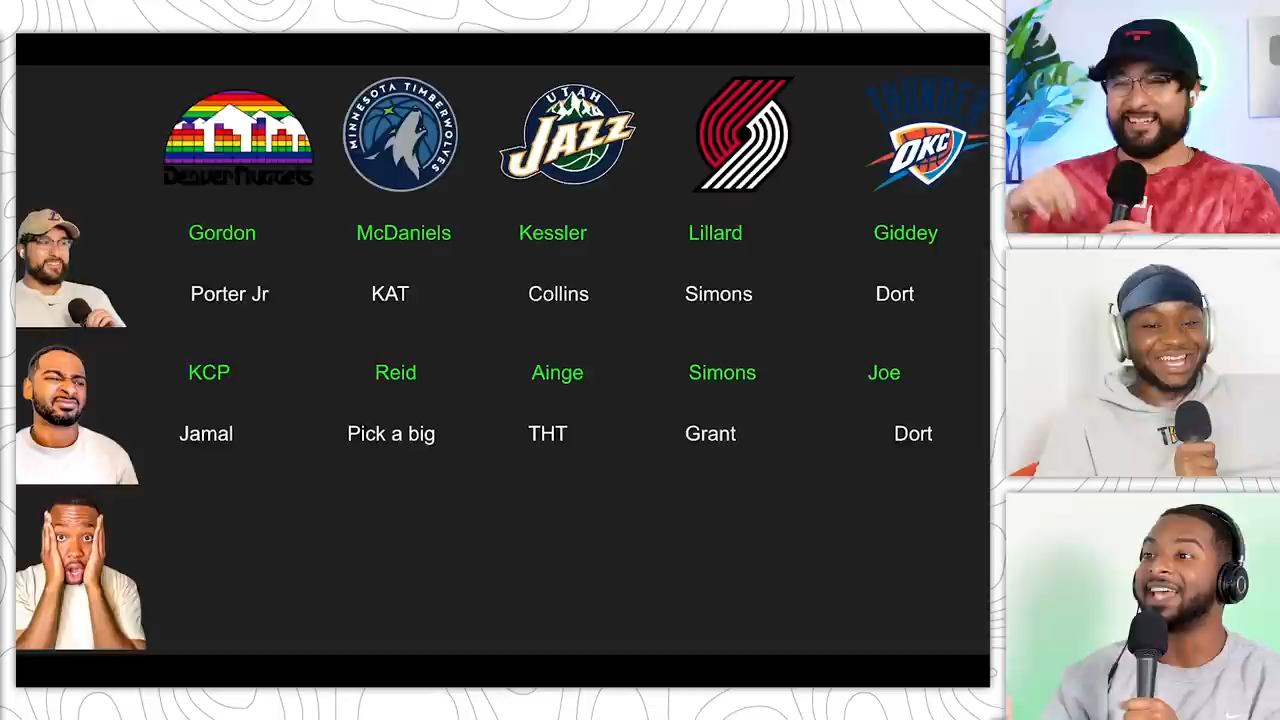 Denver Nuggets
MINNESOTA TIMBERWOLVES
UTAH
JAZZ
THUNDER
OKC
Gordon McDaniels Kessler Lillard Giddey
Porter Jr KAT Collins Simons Dort
KCP Reid Ainge Simons Joe
Jamal Pick a big THT Grant Dort